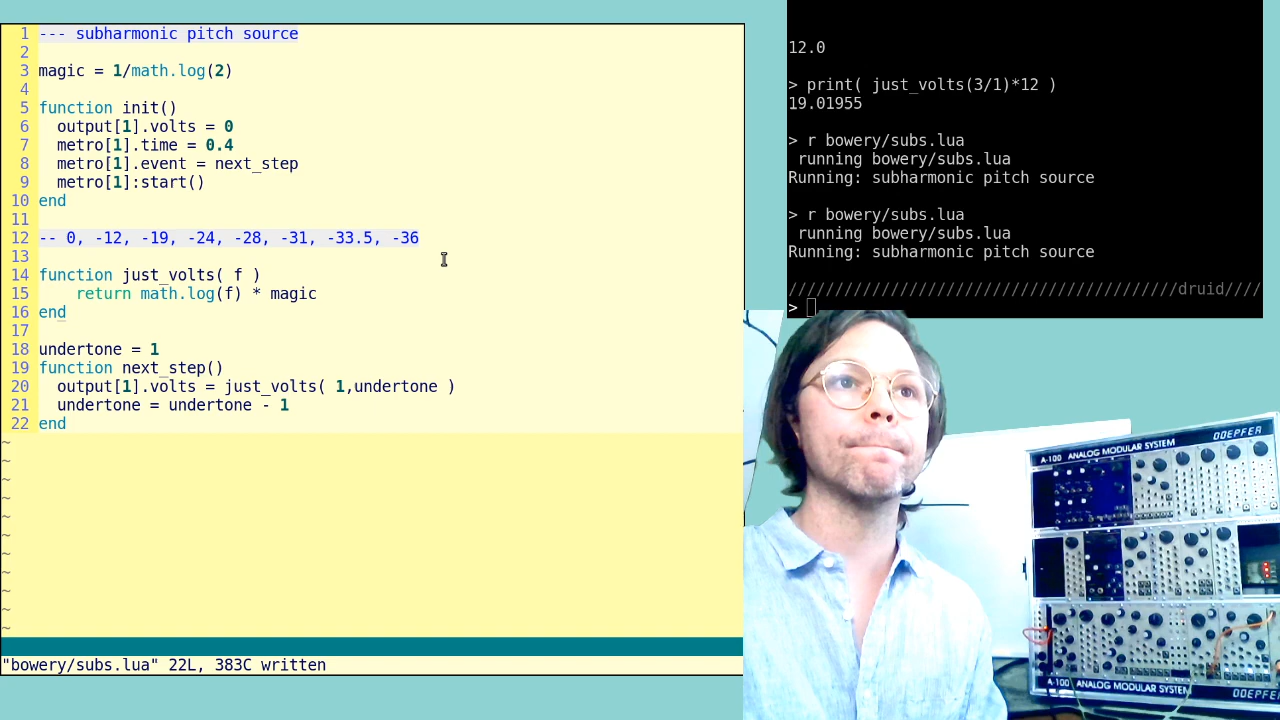 1 --- subharmonic pitch source
2
3 magic = 1/math.log(2)
4
5 function init()
6   output[1].volts = 0
7   metro[1].time = 0.4
8   metro[1].event = next_step
9   metro[1]:start()
10 end
11
12 -- 0, -12, -19, -24, -28, -31, -33.5, -36
13
14 function just_volts( f )
15     return math.log(f) * magic
16 end
17
18 undertone = 1
19 function next_step()
20   output[1].volts = just_volts( 1,undertone )
21   undertone = undertone - 1
22 end
~
~
~
~
~
~
~
~
~
~
~
"bowery/subs.lua" 22L, 383C written
12.0
> print( just_volts(3/1)*12 )
19.01955
> r bowery/subs.lua
running bowery/subs.lua
Running: subharmonic pitch source
> r bowery/subs.lua
running bowery/subs.lua
Running: subharmonic pitch source
//////////////////////////////////////////druid////
>
A-100 ANALOG MODULAR SYSTEM DOEPFER
A-100 ANALOG MODULAR SYSTEM DOEPFER